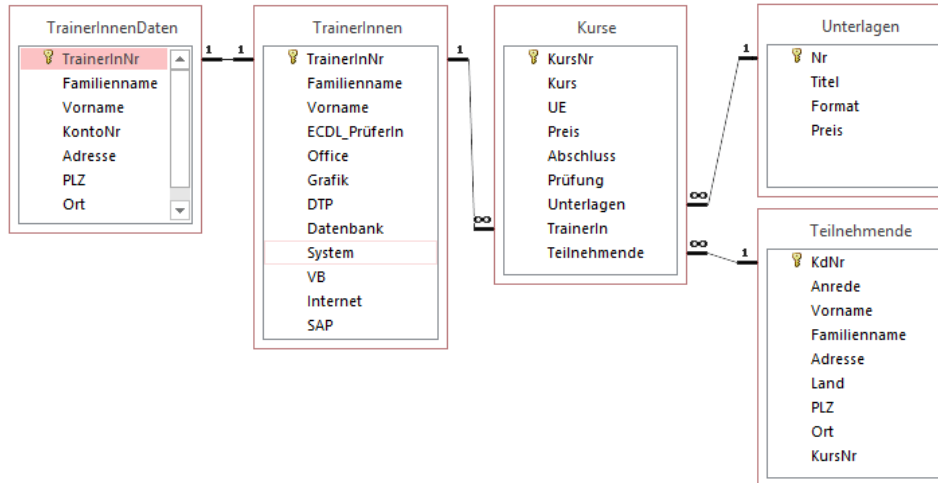 TrainerInnenDaten
TrainerInNr
Familienname
Vorname
KontoNr
Adresse
PLZ
Ort
1
1
TrainerInnen
TrainerInNr
Familienname
Vorname
ECDL_PrüferIn
Office
Grafik
DTP
Datenbank
System
VB
Internet
SAP
1
∞
Kurse
KursNr
Kurs
UE
Preis
Abschluss
Prüfung
Unterlagen
TrainerIn
Teilnehmende
∞
1
∞
1
Unterlagen
Nr
Titel
Format
Preis
Teilnehmende
KdNr
Anrede
Vorname
Familienname
Adresse
Land
PLZ
Ort
KursNr